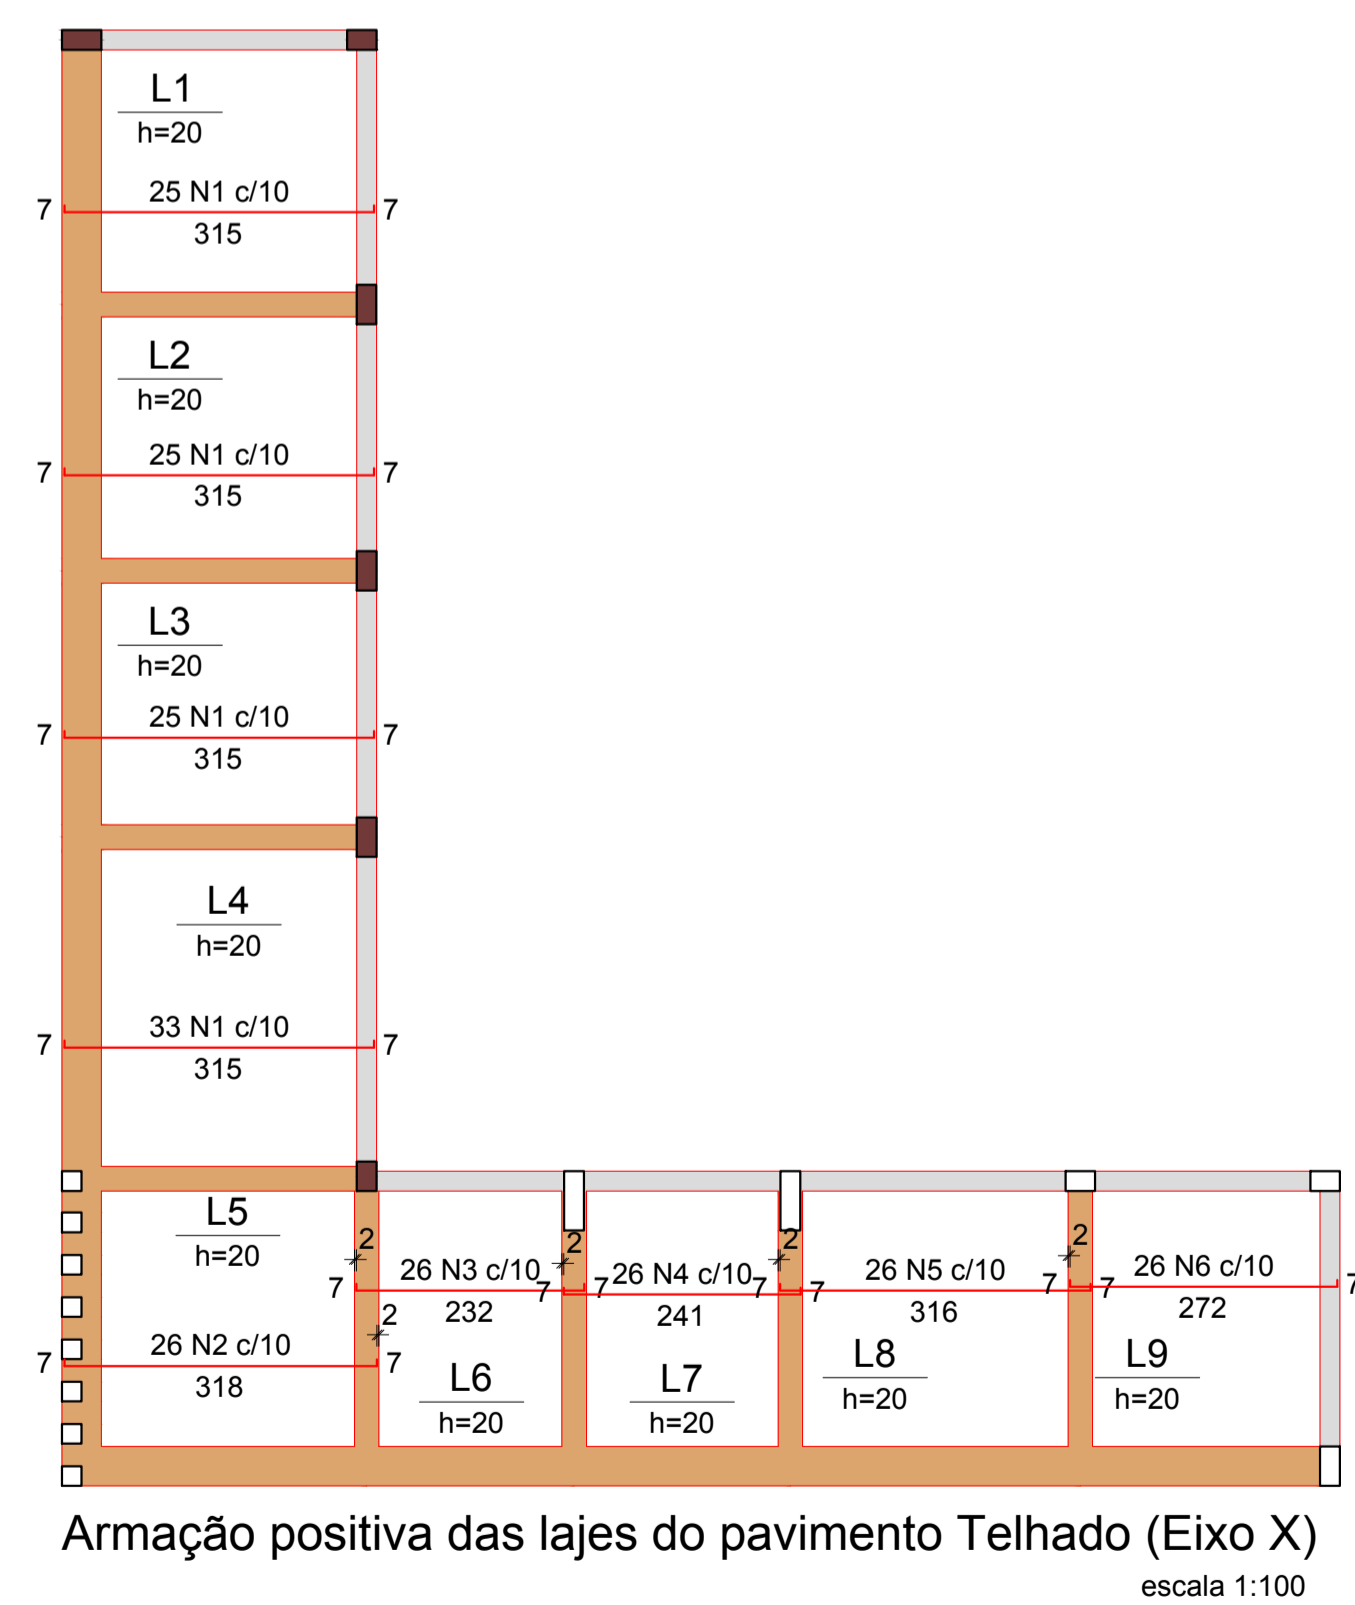 L1
h=20
25 N1 c/10
7 7
315
L2
h=20
25 N1 c/10
7 7
315
L3
h=20
25 N1 c/10
7 7
315
L4
h=20
33 N1 c/10
7 7
315
L5
h=20
2 2 2 2
26 N3 c/10 26 N4 c/10 26 N5 c/10 26 N6 c/10
7 7 7 7 7 7 7 7
232 241 316 272
2
26 N2 c/10
7 7
318
L6 L7 L8 L9
h=20 h=20 h=20 h=20
Armação positiva das lajes do pavimento Telhado (Eixo X)
escala 1:100